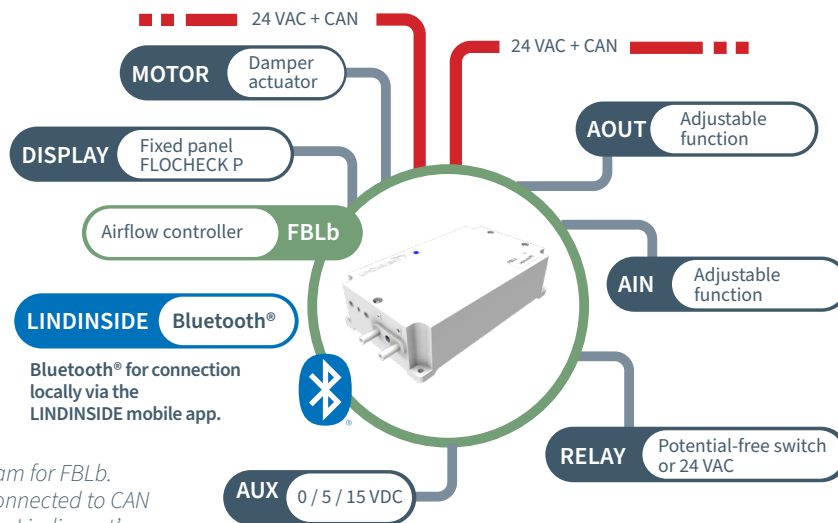 24 VAC + CAN
24 VAC + CAN
MOTOR
Damper
actuator
AOUT
Adjustable
function
DISPLAY
Fixed panel
FLOCHECK P
Airflow controller
FBLb
AIN
Adjustable
function
LINDINSIDE
Bluetooth®
Bluetooth® for connection
locally via the
LINDINSIDE mobile app.
®
RELAY
Potential-free switch
or 24 VAC
am for FBLb.
onnected to CAN
AUX
0 / 5 / 15 VDC